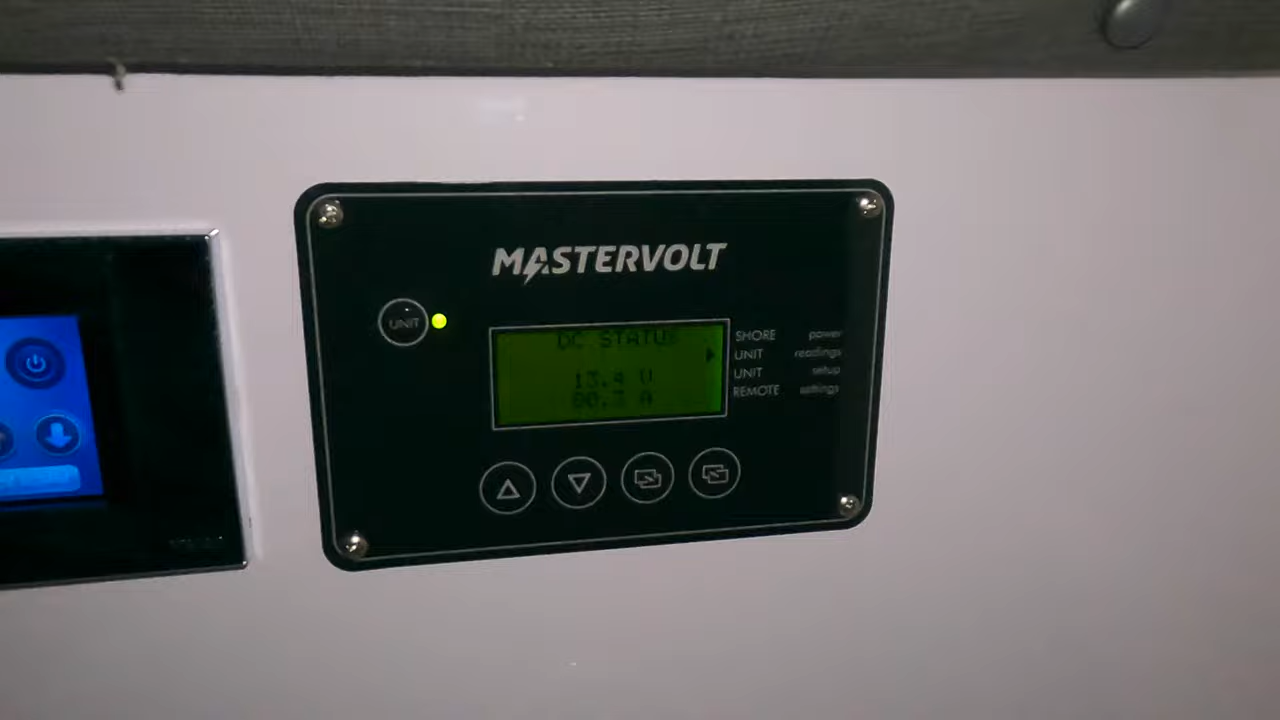 MASTERVOLT
UNIT
DC STATUS
13.4 V
SHORE power
UNIT readings
UNIT setup
REMOTE settings